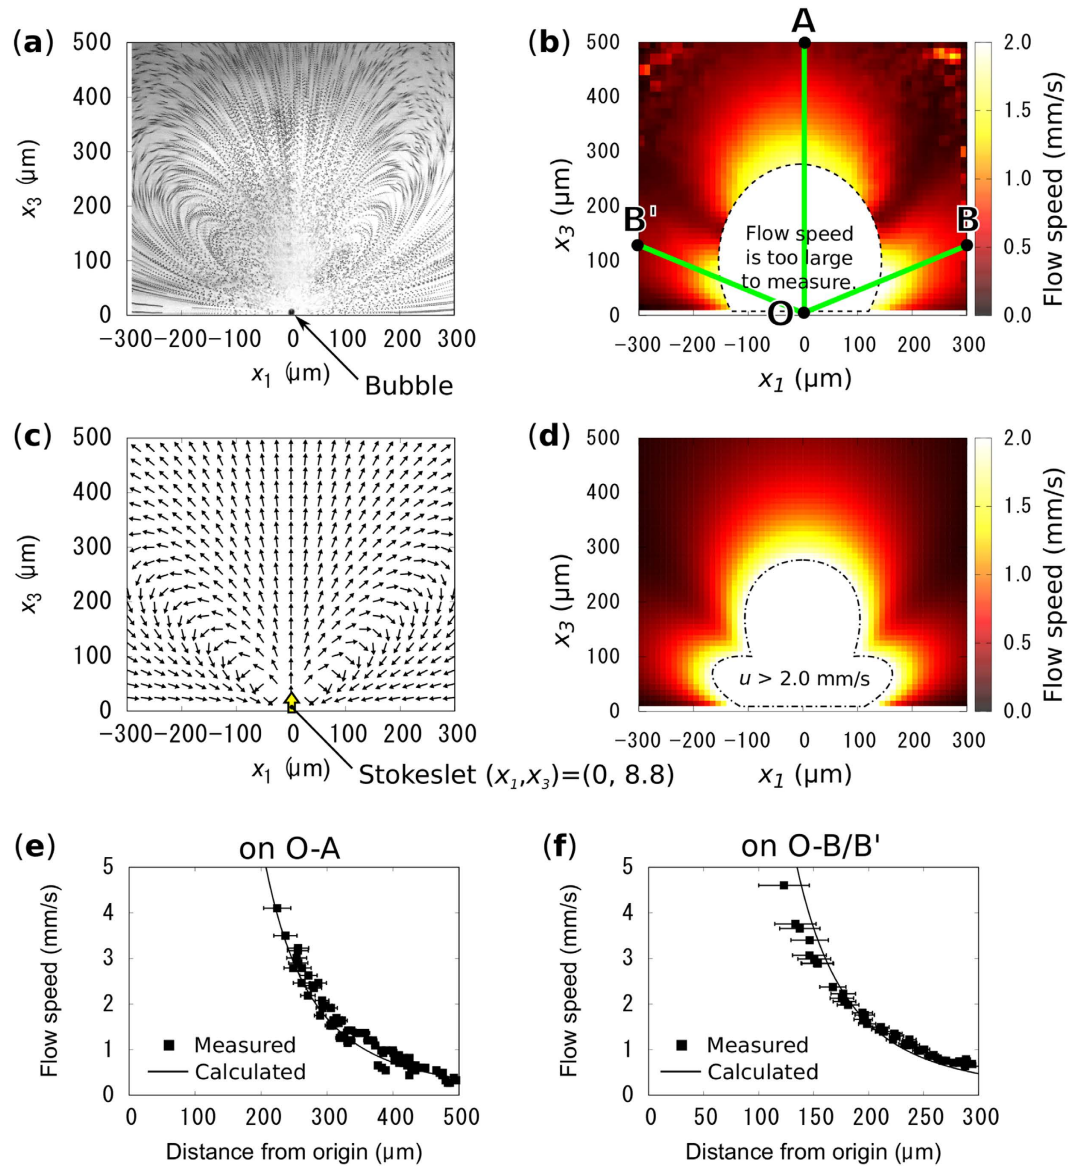 (a)
x3 (µm)
500
400
300
200
100
0
-300 -200 -100 0 100 200 300
x1 (µm)
Bubble
(b)
A
B'
B
O
Flow speed
is too large
to measure.
x3 (µm)
500
400
300
200
100
0
-300 -200 -100 0 100 200 300
x1 (µm)
2.0
1.5
1.0
0.5
0.0
Flow speed (mm/s)
(c)
x3 (µm)
500
400
300
200
100
0
-300 -200 -100 0 100 200 300
x1 (µm)
Stokeslet (x1,x3)=(0, 8.8)
(d)
u > 2.0 mm/s
x3 (µm)
500
400
300
200
100
0
-300 -200 -100 0 100 200 300
x1 (µm)
2.0
1.5
1.0
0.5
0.0
Flow speed (mm/s)
(e)
on O-A
Flow speed (mm/s)
5
4
3
2
1
0
Measured
Calculated
0 100 200 300 400 500
Distance from origin (µm)
(f)
on O-B/B'
Flow speed (mm/s)
5
4
3
2
1
0
Measured
Calculated
0 50 100 150 200 250 300
Distance from origin (µm)